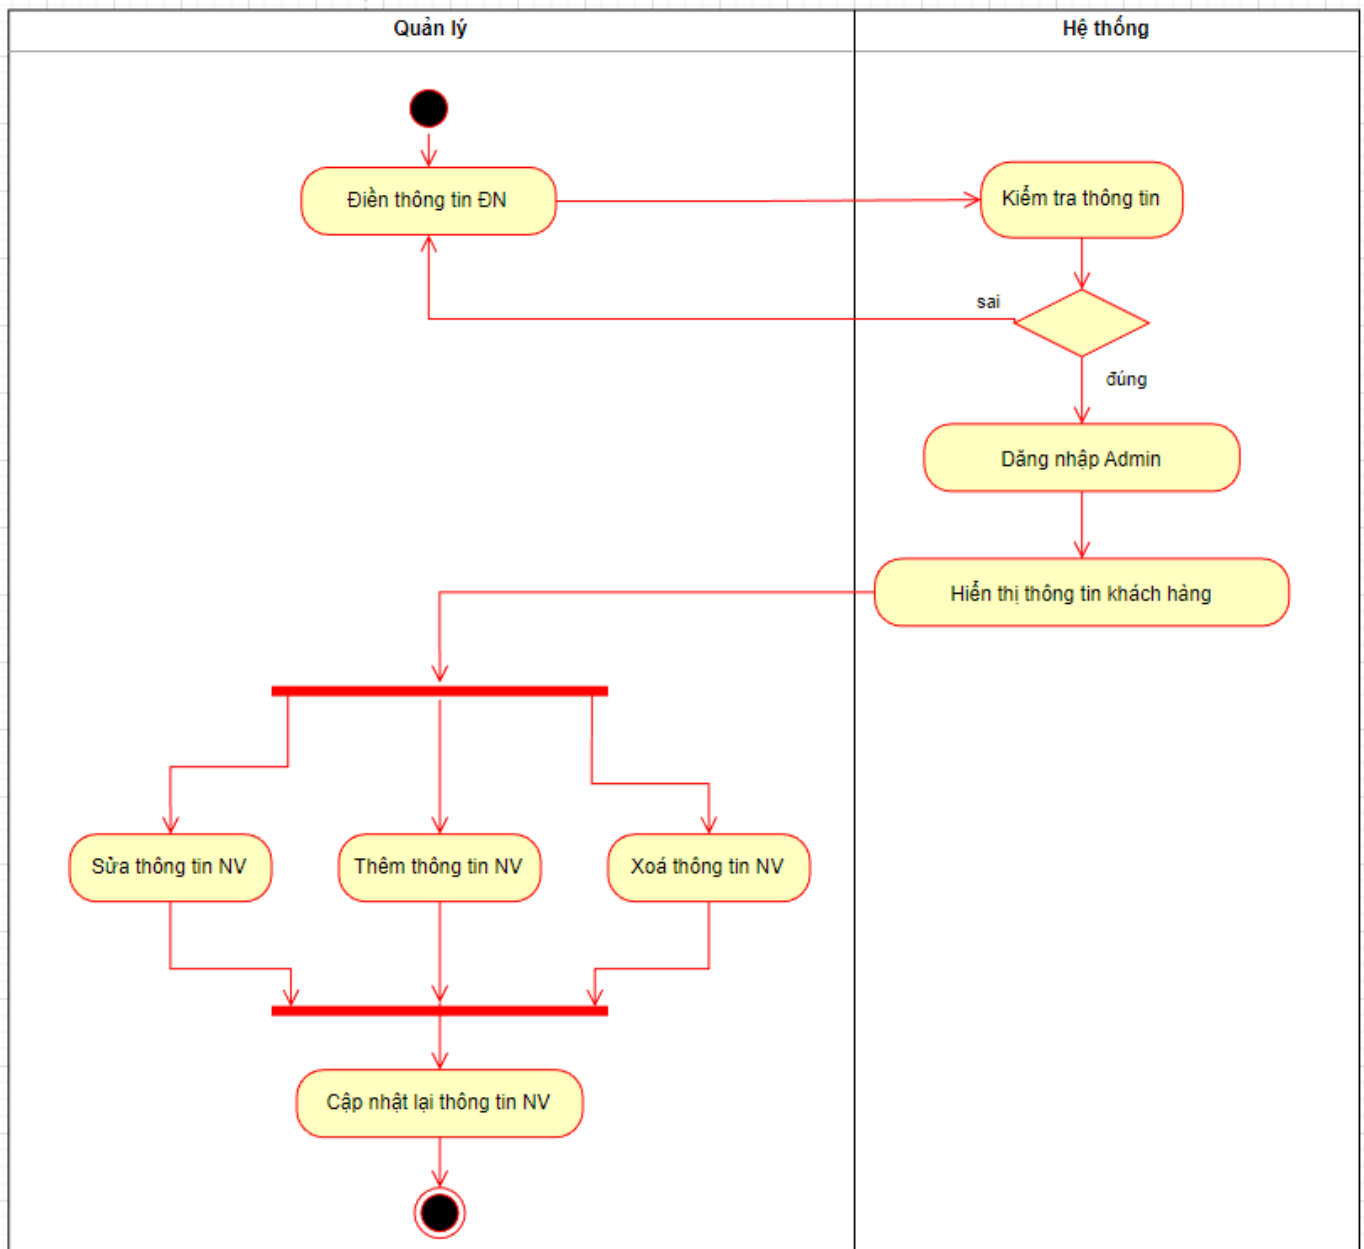 Quản lý
Hệ thống
Điền thông tin ĐN
Kiểm tra thông tin
sai
đúng
Dăng nhập Admin
Hiển thị thông tin khách hàng
Sửa thông tin NV
Thêm thông tin NV
Xoá thông tin NV
Cập nhật lại thông tin NV